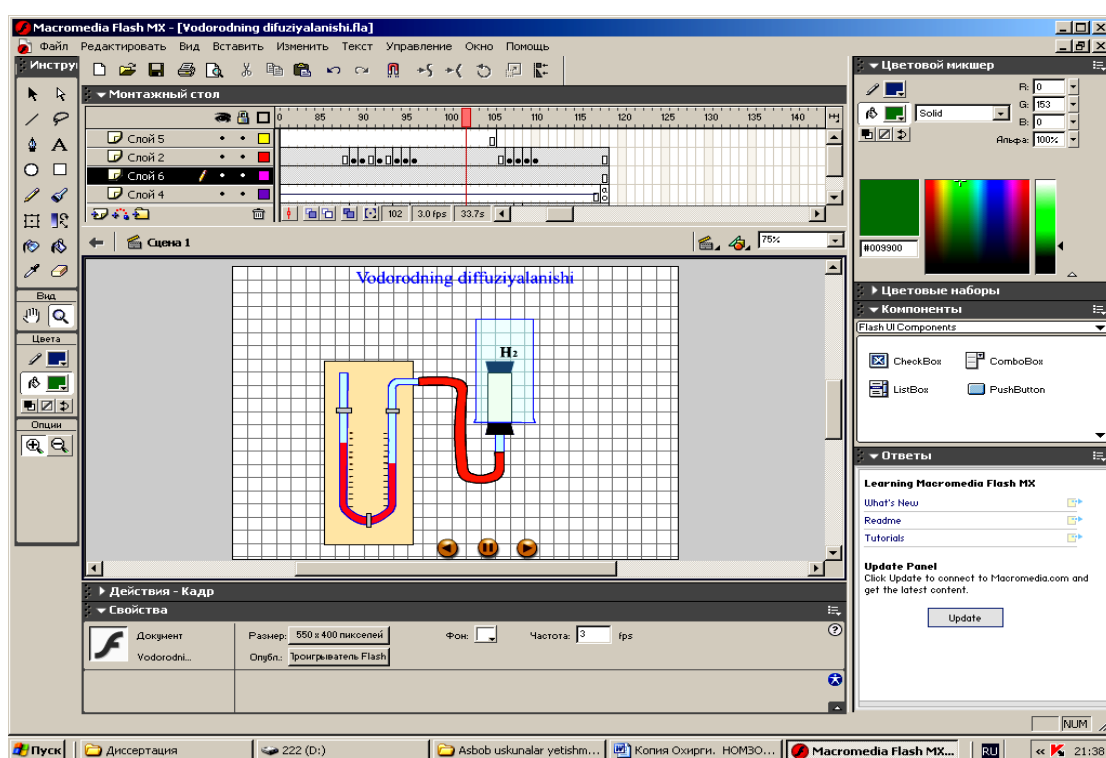 Macromedia Flash MX - [Vodorodning difuziyalanishi.fla]
Файл Редактировать Вид Вставить Изменить Текст Управление Окно Помощь
Инстру
Монтажный стол
0 85 90 95 100 105 110 115 120 125 130 135 140
Слой 5
Слой 2
Слой 6
Слой 4
102 3.0 fps 33.7s
Сцена 1
75%
Вид
Цвета
Опции
Vodorodning diffuziyalanishi
H2
Действия - Кадр
Свойства
Документ
Размер: 550 x 400 пикселей
Фон:
Частота: 3 fps
Vodorodni...
Опубл.: Проигрыватель Flash
Цветовой микшер
R: 0
Solid
G: 153
B: 0
Альфа: 100%
#009900
Цветовые наборы
Компоненты
Flash UI Components
CheckBox ComboBox
ListBox PushButton
Ответы
Learning Macromedia Flash MX
What's New
Readme
Tutorials
Update Panel
Click Update to connect to Macromedia.com and
get the latest content.
Update
NUM
Пуск Диссертация 222 (D:) Asbob uskunalar yetishm... Копия Охирги. НОМЗО... Macromedia Flash MX... RU 21:38